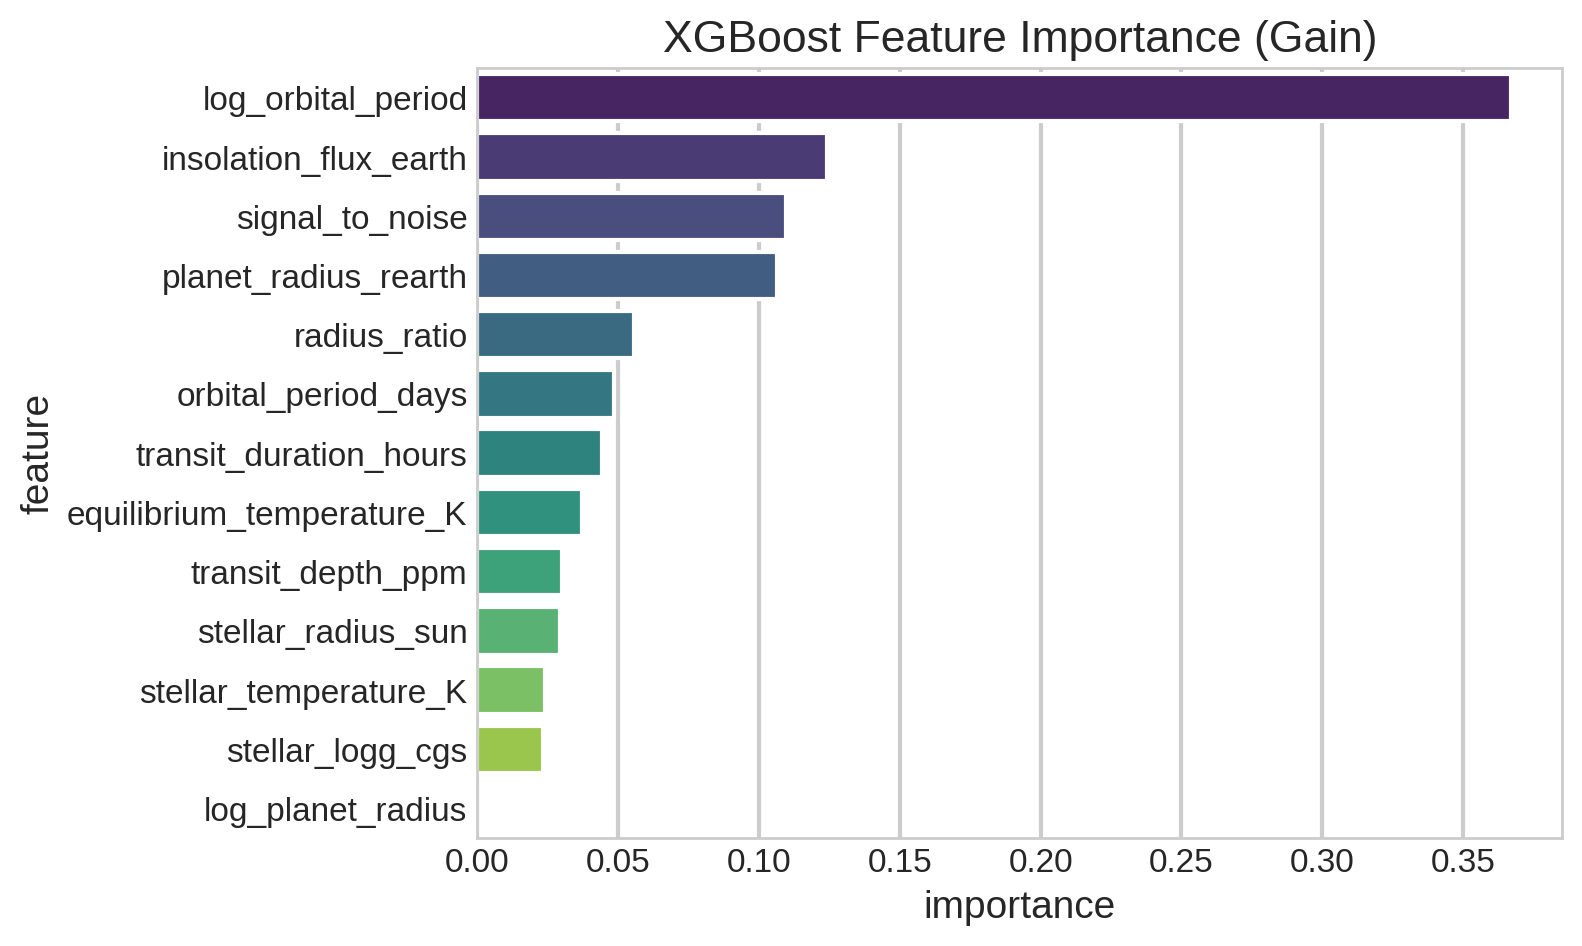 XGBoost Feature Importance (Gain)
log_orbital_period
insolation_flux_earth
signal_to_noise
planet_radius_rearth
radius_ratio
orbital_period_days
transit_duration_hours
equilibrium_temperature_K
transit_depth_ppm
stellar_radius_sun
stellar_temperature_K
stellar_logg_cgs
log_planet_radius
feature
0.00 0.05 0.10 0.15 0.20 0.25 0.30 0.35
importance